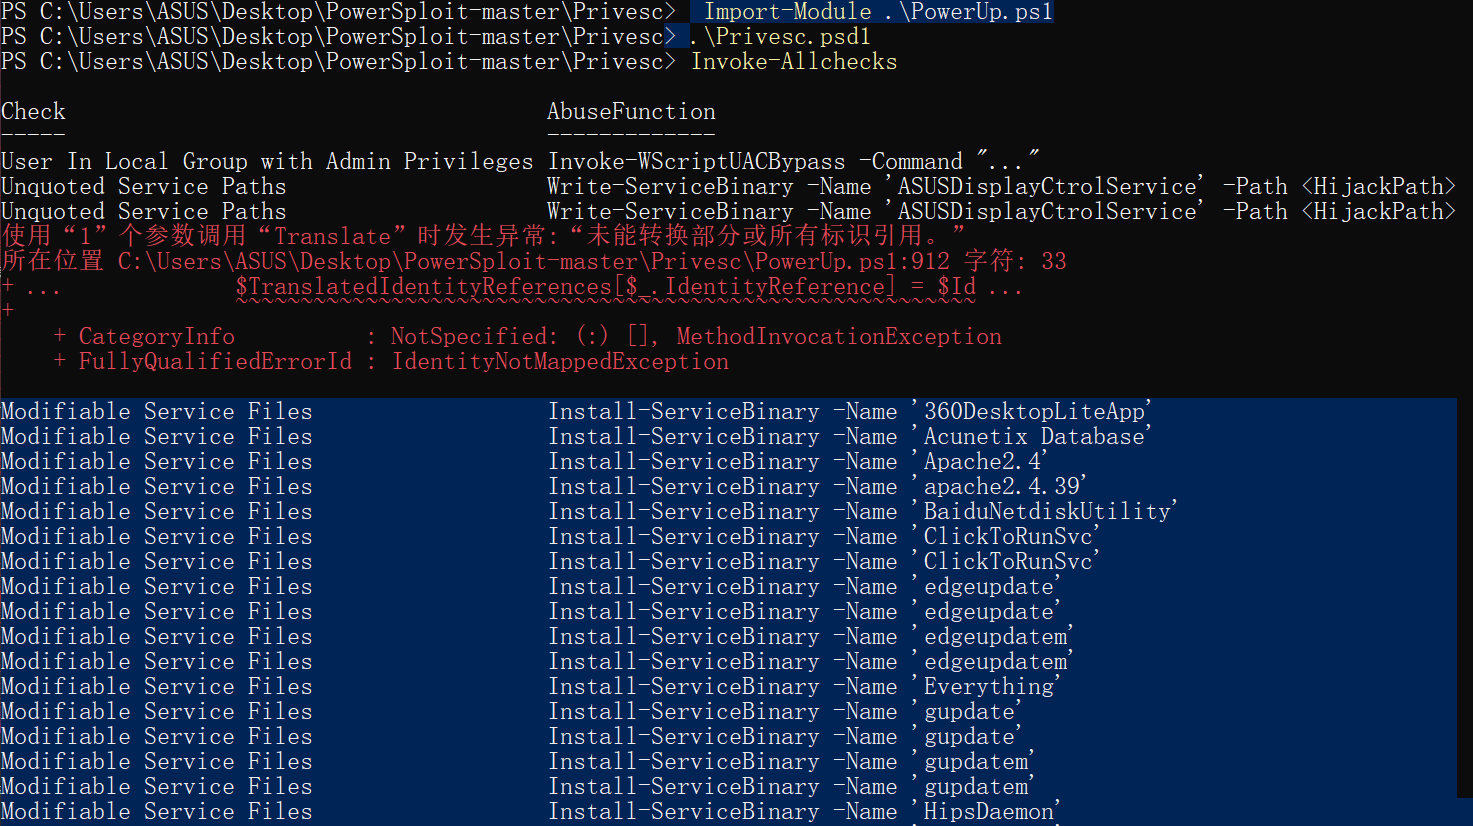 PS C:\Users\ASUS\Desktop\PowerSploit-master\Privesc>  Import-Module .\PowerUp.ps1
PS C:\Users\ASUS\Desktop\PowerSploit-master\Privesc> .\Privesc.psd1
PS C:\Users\ASUS\Desktop\PowerSploit-master\Privesc> Invoke-Allchecks
Check                                     AbuseFunction
-----                                     -------------
User In Local Group with Admin Privileges Invoke-WScriptUACBypass -Command "..."
Unquoted Service Paths                    Write-ServiceBinary -Name 'ASUSDisplayCtrolService' -Path <HijackPath>
Unquoted Service Paths                    Write-ServiceBinary -Name 'ASUSDisplayCtrolService' -Path <HijackPath>
使用“1”个参数调用“Translate”时发生异常:“未能转换部分或所有标识引用。”
所在位置 C:\Users\ASUS\Desktop\PowerSploit-master\Privesc\PowerUp.ps1:912 字符: 33
+ ...             $TranslatedIdentityReferences[$_.IdentityReference] = $Id ...
+                 ~~~~~~~~~~~~~~~~~~~~~~~~~~~~~~~~~~~~~~~~~~~~~~~~~~~~~~~~~
    + CategoryInfo          : NotSpecified: (:) [], MethodInvocationException
    + FullyQualifiedErrorId : IdentityNotMappedException
Modifiable Service Files                  Install-ServiceBinary -Name '360DesktopLiteApp'
Modifiable Service Files                  Install-ServiceBinary -Name 'Acunetix Database'
Modifiable Service Files                  Install-ServiceBinary -Name 'Apache2.4'
Modifiable Service Files                  Install-ServiceBinary -Name 'apache2.4.39'
Modifiable Service Files                  Install-ServiceBinary -Name 'BaiduNetdiskUtility'
Modifiable Service Files                  Install-ServiceBinary -Name 'ClickToRunSvc'
Modifiable Service Files                  Install-ServiceBinary -Name 'ClickToRunSvc'
Modifiable Service Files                  Install-ServiceBinary -Name 'edgeupdate'
Modifiable Service Files                  Install-ServiceBinary -Name 'edgeupdate'
Modifiable Service Files                  Install-ServiceBinary -Name 'edgeupdatem'
Modifiable Service Files                  Install-ServiceBinary -Name 'edgeupdatem'
Modifiable Service Files                  Install-ServiceBinary -Name 'Everything'
Modifiable Service Files                  Install-ServiceBinary -Name 'gupdate'
Modifiable Service Files                  Install-ServiceBinary -Name 'gupdate'
Modifiable Service Files                  Install-ServiceBinary -Name 'gupdatem'
Modifiable Service Files                  Install-ServiceBinary -Name 'gupdatem'
Modifiable Service Files                  Install-ServiceBinary -Name 'HipsDaemon'